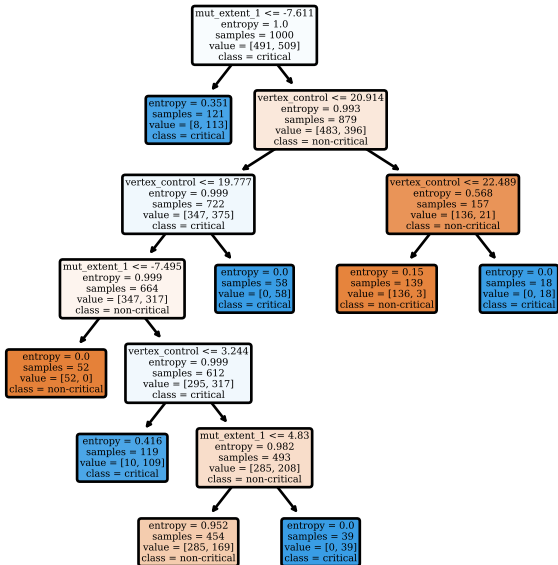 mut_extent_1 <= -7.611
entropy = 1.0
samples = 1000
value = [491, 509]
class = critical
entropy = 0.351
samples = 121
value = [8, 113]
class = critical
vertex_control <= 20.914
entropy = 0.993
samples = 879
value = [483, 396]
class = non-critical
vertex_control <= 19.777
entropy = 0.999
samples = 722
value = [347, 375]
class = critical
vertex_control <= 22.489
entropy = 0.568
samples = 157
value = [136, 21]
class = non-critical
mut_extent_1 <= -7.495
entropy = 0.999
samples = 664
value = [347, 317]
class = non-critical
entropy = 0.0
samples = 58
value = [0, 58]
class = critical
entropy = 0.15
samples = 139
value = [136, 3]
class = non-critical
entropy = 0.0
samples = 18
value = [0, 18]
class = critical
entropy = 0.0
samples = 52
value = [52, 0]
class = non-critical
vertex_control <= 3.244
entropy = 0.999
samples = 612
value = [295, 317]
class = critical
entropy = 0.416
samples = 119
value = [10, 109]
class = critical
mut_extent_1 <= 4.83
entropy = 0.982
samples = 493
value = [285, 208]
class = non-critical
entropy = 0.952
samples = 454
value = [285, 169]
class = non-critical
entropy = 0.0
samples = 39
value = [0, 39]
class = critical